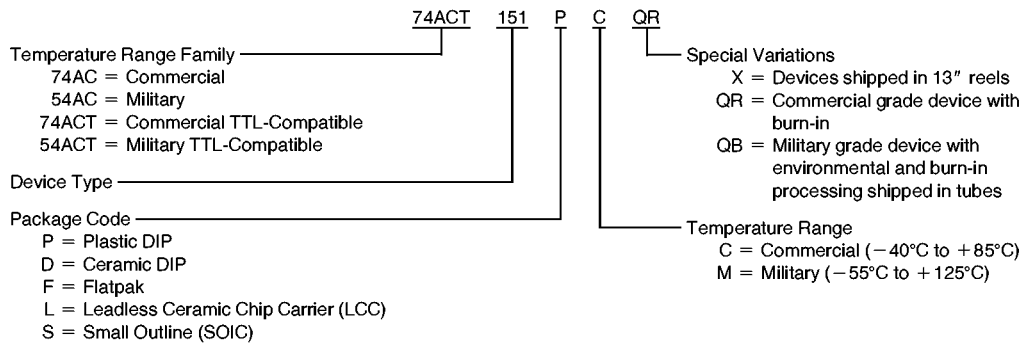 74ACT 151 P C QR
Temperature Range Family
74AC = Commercial
54AC = Military
74ACT = Commercial TTL-Compatible
54ACT = Military TTL-Compatible
Device Type
Package Code
P = Plastic DIP
D = Ceramic DIP
F = Flatpak
L = Leadless Ceramic Chip Carrier (LCC)
S = Small Outline (SOIC)
Special Variations
X = Devices shipped in 13″ reels
QR = Commercial grade device with
burn-in
QB = Military grade device with
environmental and burn-in
processing shipped in tubes
Temperature Range
C = Commercial (−40°C to +85°C)
M = Military (−55°C to +125°C)